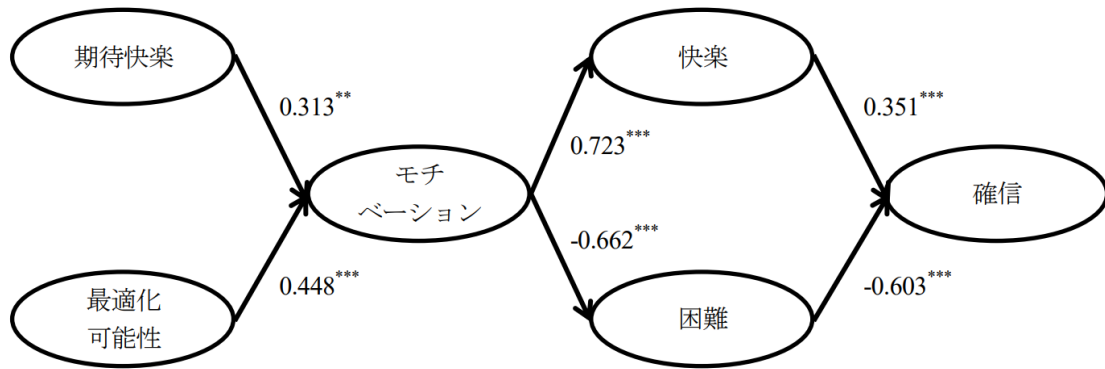 期待快楽
快楽
0.313**
0.723***
0.351***
モチ
ベーション
確信
-0.662***
0.448***
-0.603***
最適化
可能性
困難